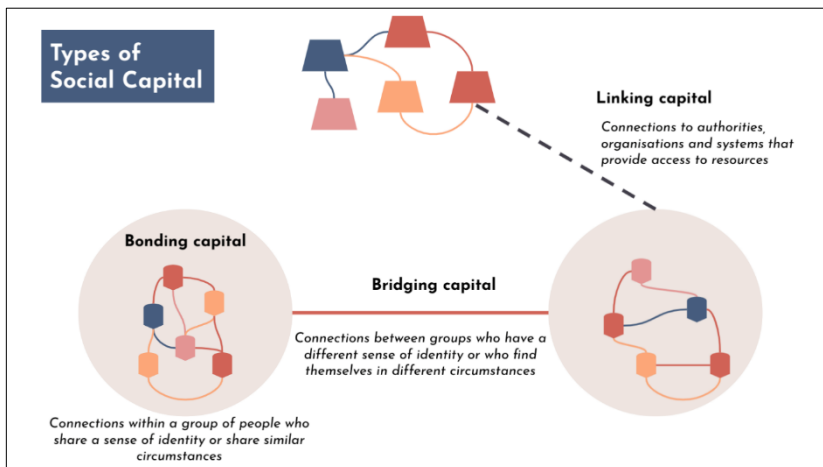 Types of
Social Capital
Linking capital
Connections to authorities,
organisations and systems that
provide access to resources
Bonding capital
Bridging capital
Connections between groups who have a
different sense of identity or who find
themselves in different circumstances
Connections within a group of people who
share a sense of identity or share similar
circumstances